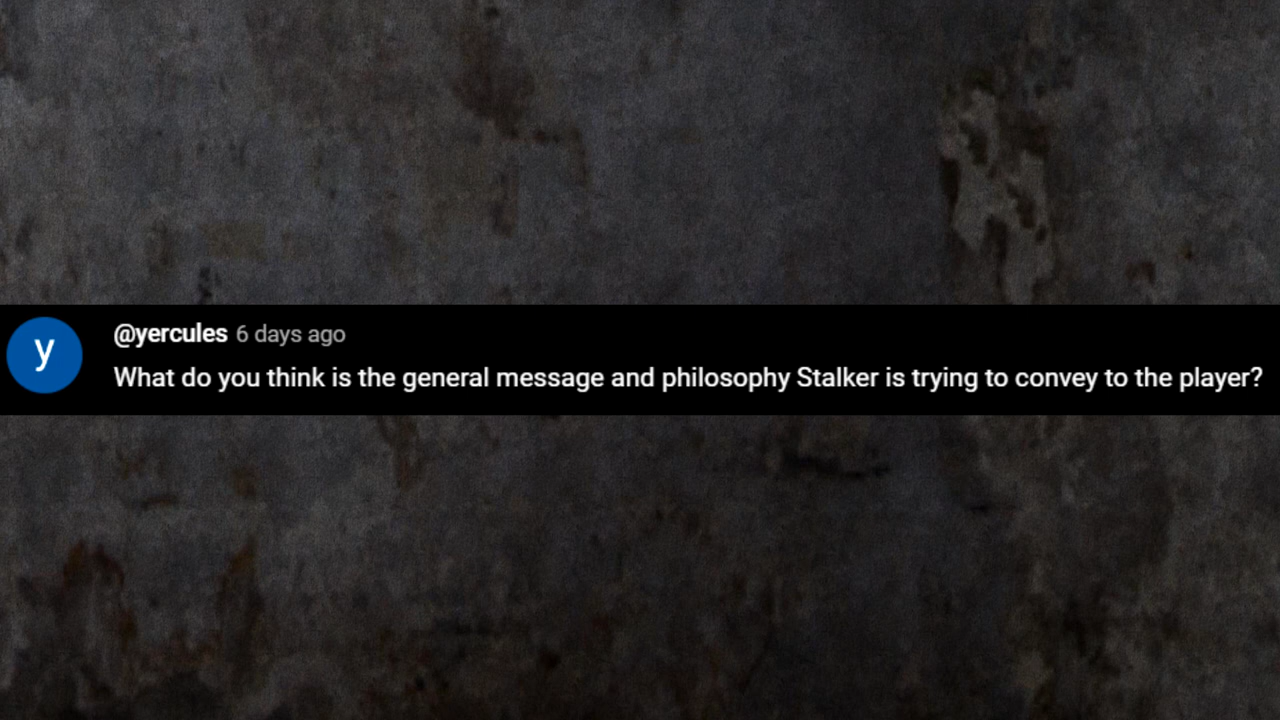 y
@yercules 6 days ago
What do you think is the general message and philosophy Stalker is trying to convey to the player?